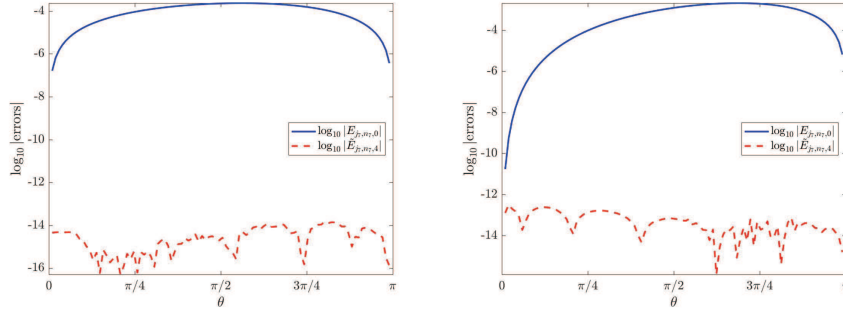 -4
-6
-8
-10
-12
-14
-16
log₁₀ |errors|
log₁₀ |E_{j₇,n₇,0}|
log₁₀ |Ẽ_{j₇,n₇,4}|
0
π/4
π/2
3π/4
π
θ
-4
-6
-8
-10
-12
-14
log₁₀ |errors|
log₁₀ |E_{j₇,n₇,0}|
log₁₀ |Ẽ_{j₇,n₇,4}|
0
π/4
π/2
3π/4
θ